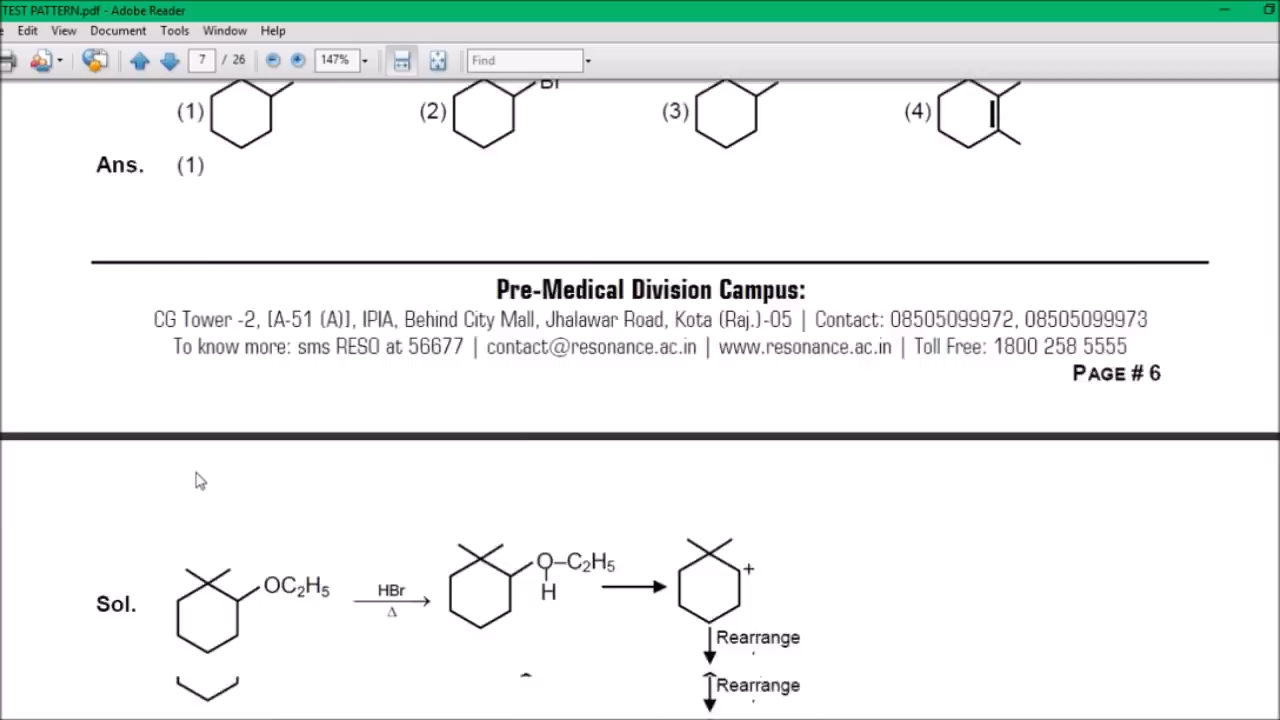 TEST PATTERN.pdf - Adobe Reader
Edit View Document Tools Window Help
7 / 26 147% Find
(1) (2) Br (3) (4)
Ans. (1)
Pre-Medical Division Campus:
CG Tower -2, [A-51 (A)], IPIA, Behind City Mall, Jhalawar Road, Kota (Raj.)-05 | Contact: 08505099972, 08505099973
To know more: sms RESO at 56677 | contact@resonance.ac.in | www.resonance.ac.in | Toll Free: 1800 258 5555
PAGE # 6
Sol. OC2H5 HBr Δ O–C2H5 H +
Rearrange
Rearrange